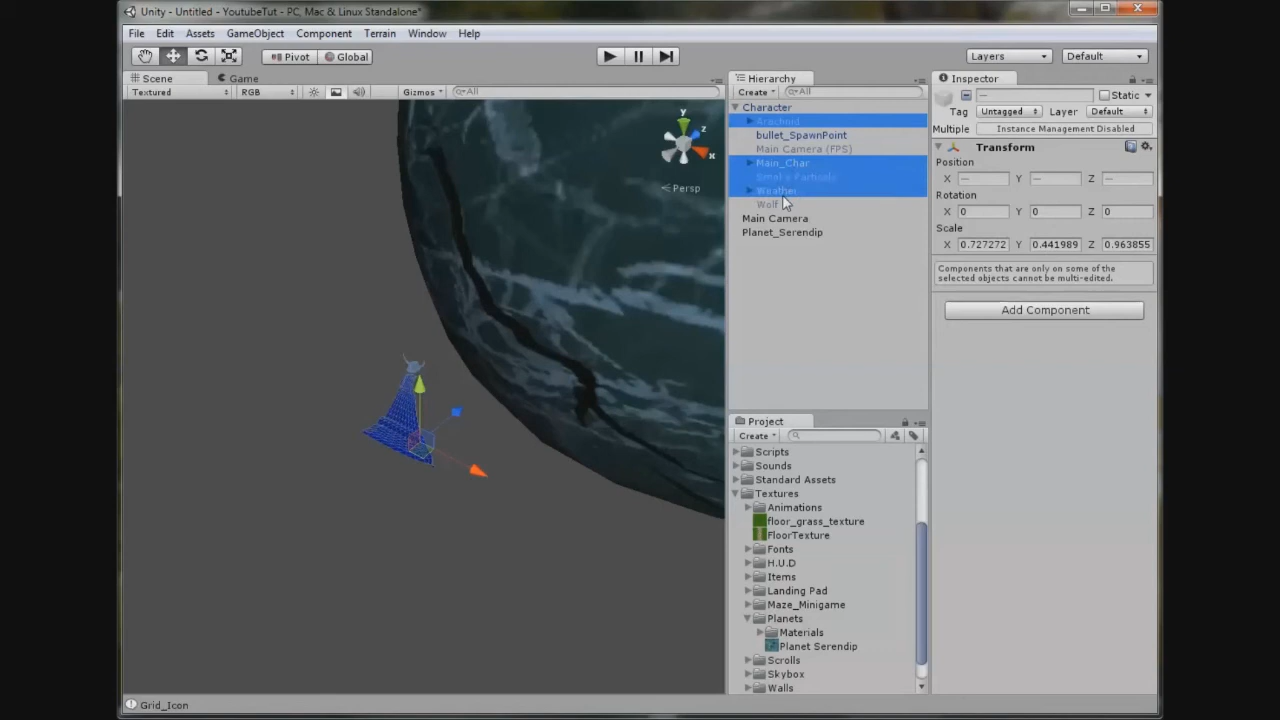 Unity - Untitled - YoutubeTut - PC, Mac & Linux Standalone*
File Edit Assets GameObject Component Terrain Window Help
Pivot Global Layers Default
Scene Game
Textured RGB Gizmos All
y
z
x
Persp
Hierarchy
Create All
Character
Arachnid
bullet_SpawnPoint
Main Camera (FPS)
Main_Char
Weather
Wolf
Main Camera
Planet_Serendip
Inspector
Static
Tag Untagged Layer Default
Multiple Instance Management Disabled
Transform
Position
X — Y — Z —
Rotation
X 0 Y 0 Z 0
Scale
X 0.727272 Y 0.441989 Z 0.963855
Components that are only on some of the
selected objects cannot be multi-edited.
Add Component
Project
Create
Scripts
Sounds
Standard Assets
Textures
Animations
floor_grass_texture
FloorTexture
Fonts
H.U.D
Items
Landing Pad
Maze_Minigame
Planets
Materials
Planet Serendip
Scrolls
Skybox
Walls
Grid_Icon